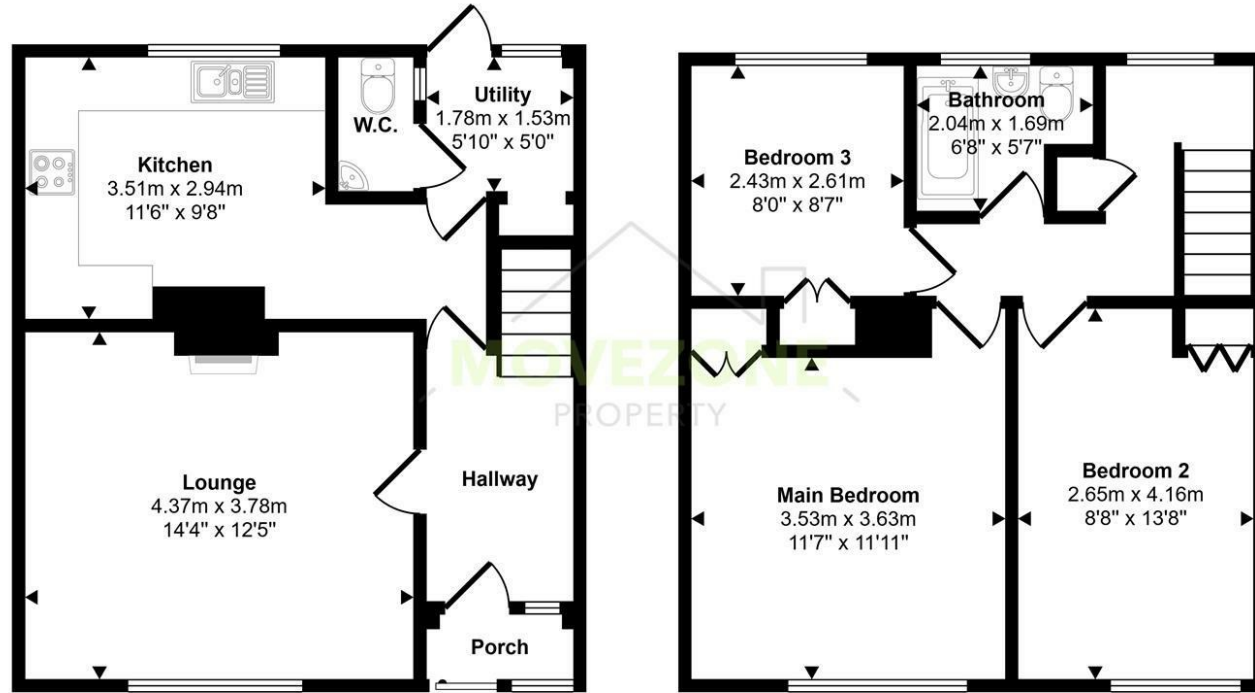 Kitchen
3.51m x 2.94m
11'6" x 9'8"
W.C.
Utility
1.78m x 1.53m
5'10" x 5'0"
Lounge
4.37m x 3.78m
14'4" x 12'5"
Hallway
Porch
Bedroom 3
2.43m x 2.61m
8'0" x 8'7"
Bathroom
2.04m x 1.69m
6'8" x 5'7"
Main Bedroom
3.53m x 3.63m
11'7" x 11'11"
Bedroom 2
2.65m x 4.16m
8'8" x 13'8"
MOVEZONE
PROPERTY